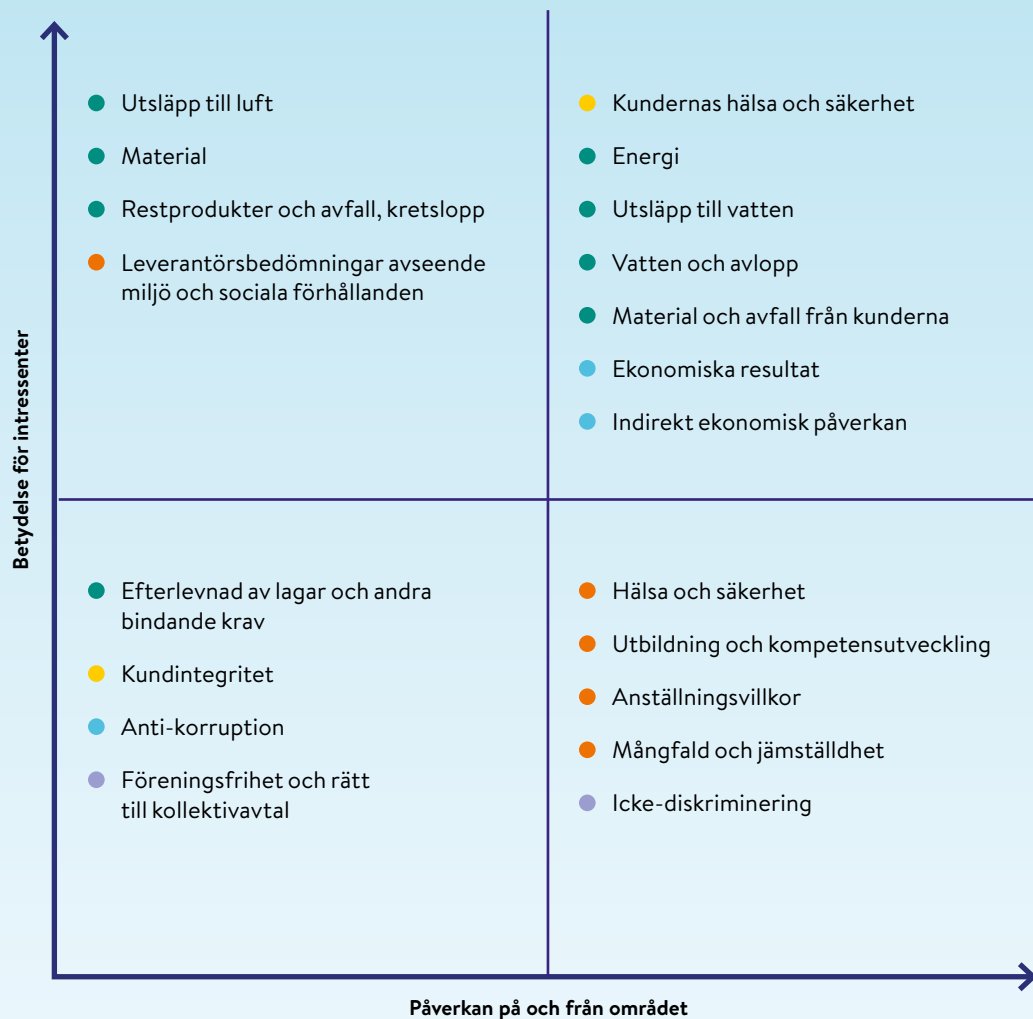 Betydelse för intressenter
Utsläpp till luft
Material
Restprodukter och avfall, kretslopp
Leverantörsbedömningar avseende
miljö och sociala förhållanden
Kundernas hälsa och säkerhet
Energi
Utsläpp till vatten
Vatten och avlopp
Material och avfall från kunderna
Ekonomiska resultat
Indirekt ekonomisk påverkan
Efterlevnad av lagar och andra
bindande krav
Kundintegritet
Anti-korruption
Föreningsfrihet och rätt
till kollektivavtal
Hälsa och säkerhet
Utbildning och kompetensutveckling
Anställningsvillkor
Mångfald och jämställdhet
Icke-diskriminering
Påverkan på och från området